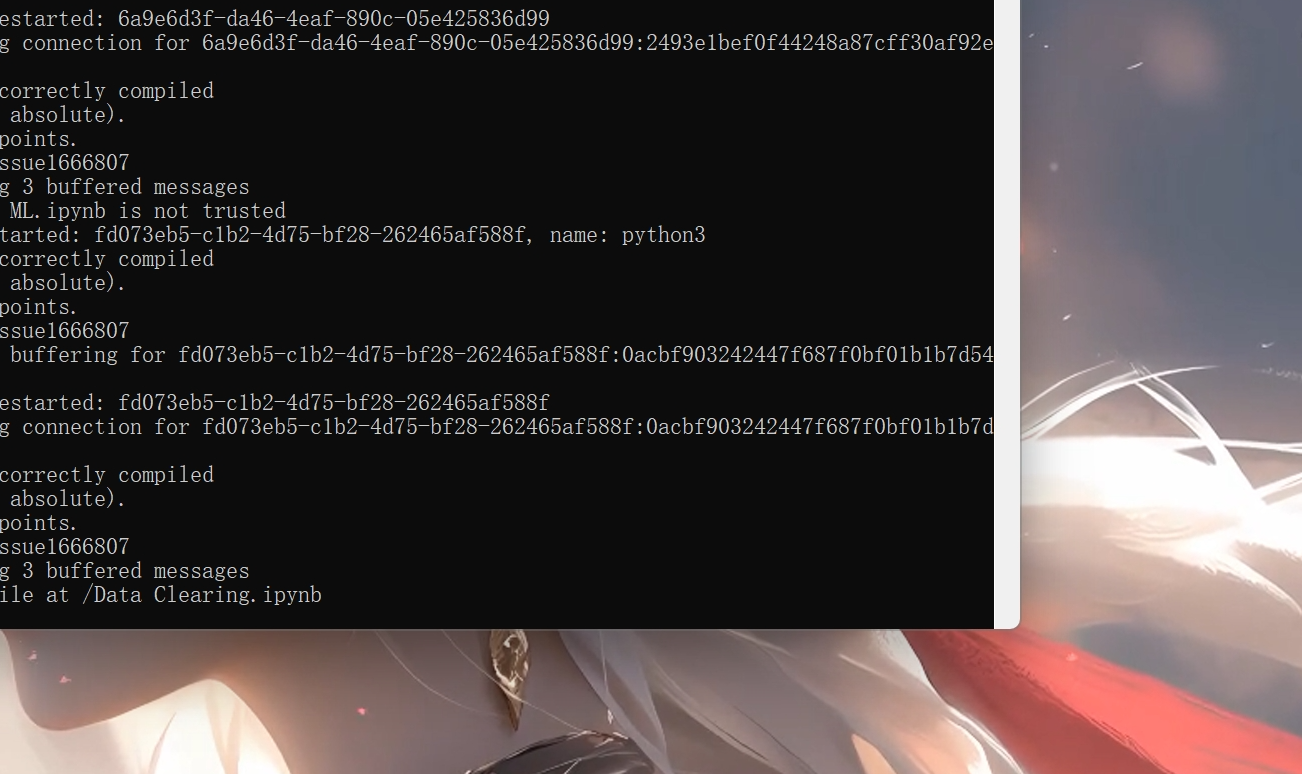 estarted: 6a9e6d3f-da46-4eaf-890c-05e425836d99
g connection for 6a9e6d3f-da46-4eaf-890c-05e425836d99:2493e1bef0f44248a87cff30af92e
correctly compiled
absolute).
points.
ssue1666807
g 3 buffered messages
ML.ipynb is not trusted
tarted: fd073eb5-c1b2-4d75-bf28-262465af588f, name: python3
correctly compiled
absolute).
points.
ssue1666807
buffering for fd073eb5-c1b2-4d75-bf28-262465af588f:0acbf903242447f687f0bf01b1b7d54
estarted: fd073eb5-c1b2-4d75-bf28-262465af588f
g connection for fd073eb5-c1b2-4d75-bf28-262465af588f:0acbf903242447f687f0bf01b1b7d
correctly compiled
absolute).
points.
ssue1666807
g 3 buffered messages
ile at /Data Clearing.ipynb